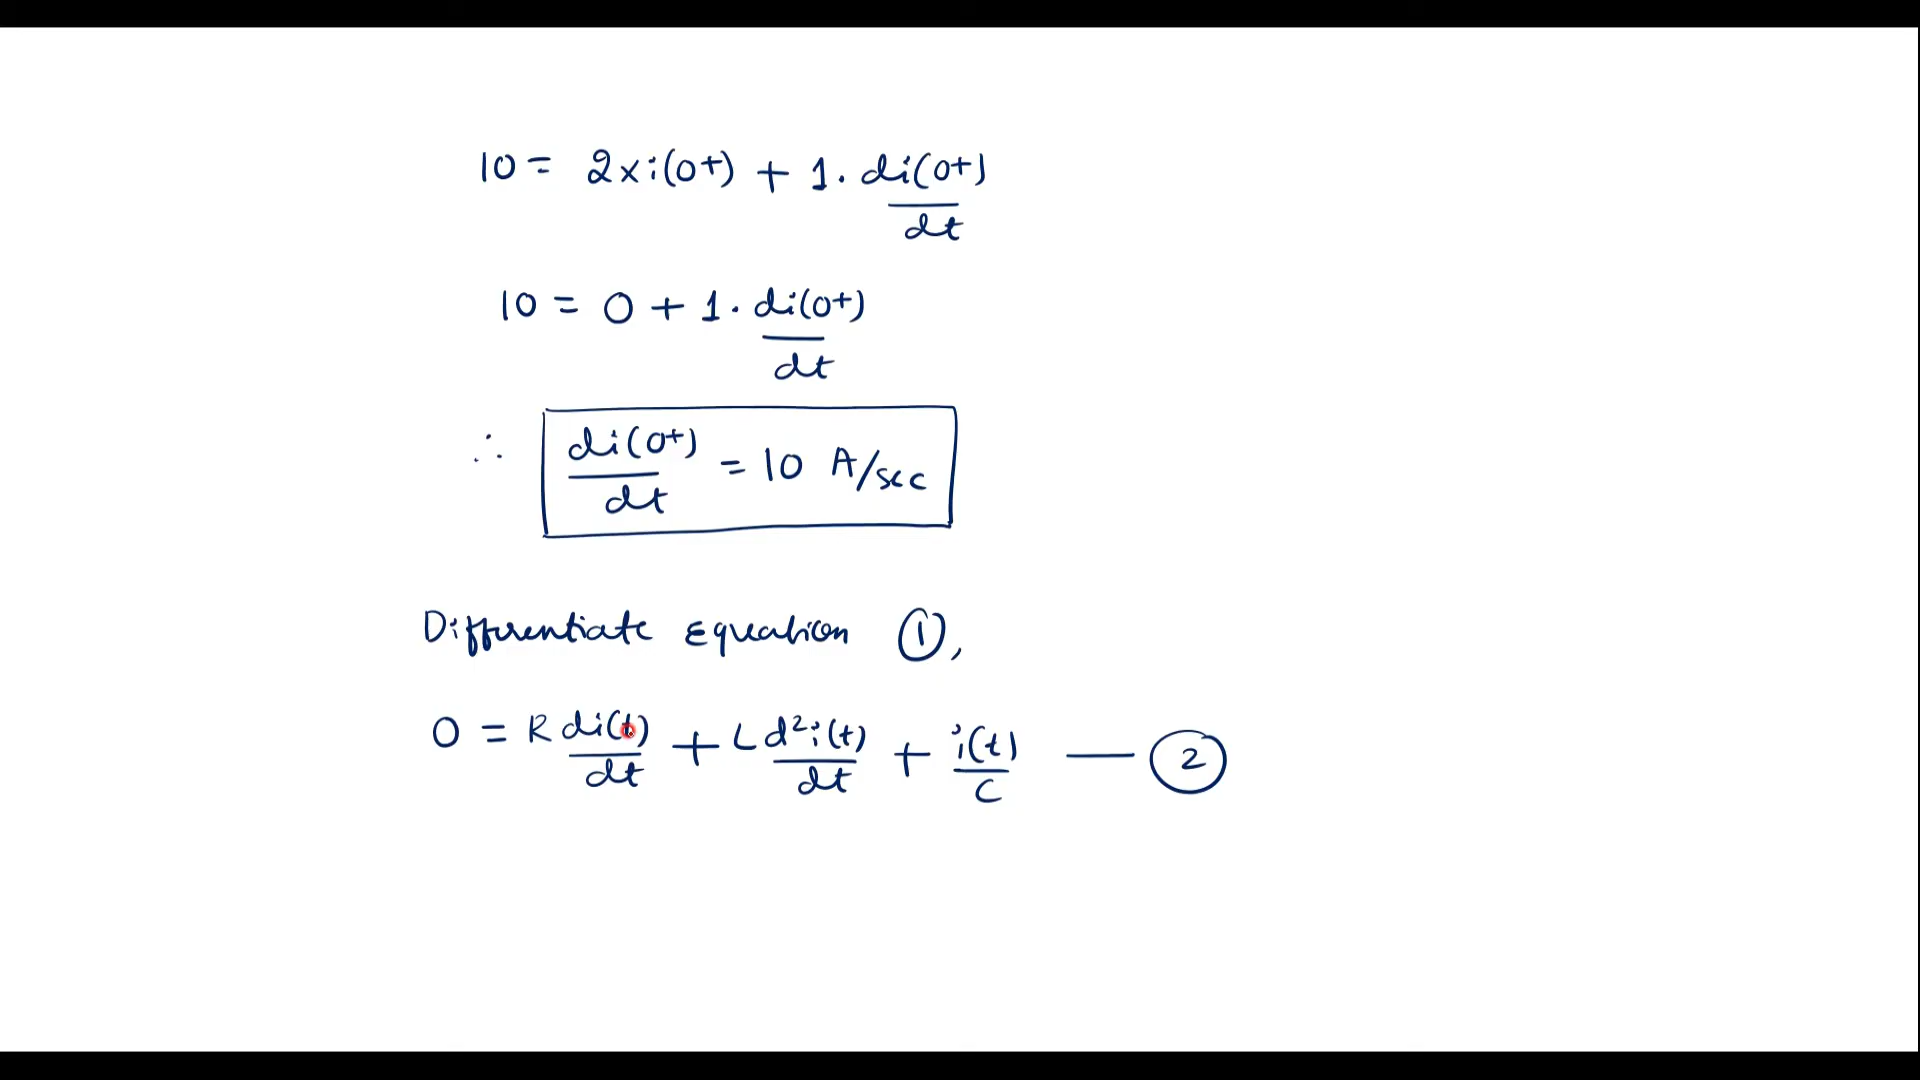 10 = 2xi(0+) + 1. di(0+)/dt
10 = 0 + 1. di(0+)/dt
∴ di(0+)/dt = 10 A/sec
Differentiate Equation ①,
0 = R di(t)/dt + L d²i(t)/dt + i(t)/C — ②